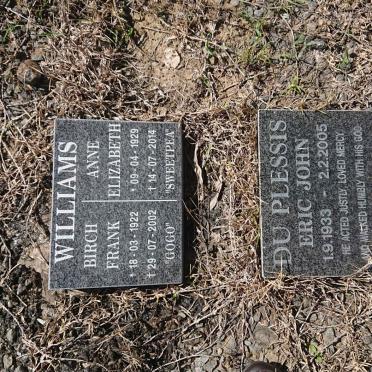 WILLIAMS
BIRCH
FRANK
* 18-03-1922
† 29-07-2002
"GOGO"
ANNE
ELIZABETH
* 09-04-1929
† 14-07-2014
"SWEETPEA"
DU PLESSIS
ERIC JOHN
1.9.1933 2.2.2005
HE ACTED JUSTLY, LOVED MERCY,
WALKED HUMBLY WITH HIS GOD